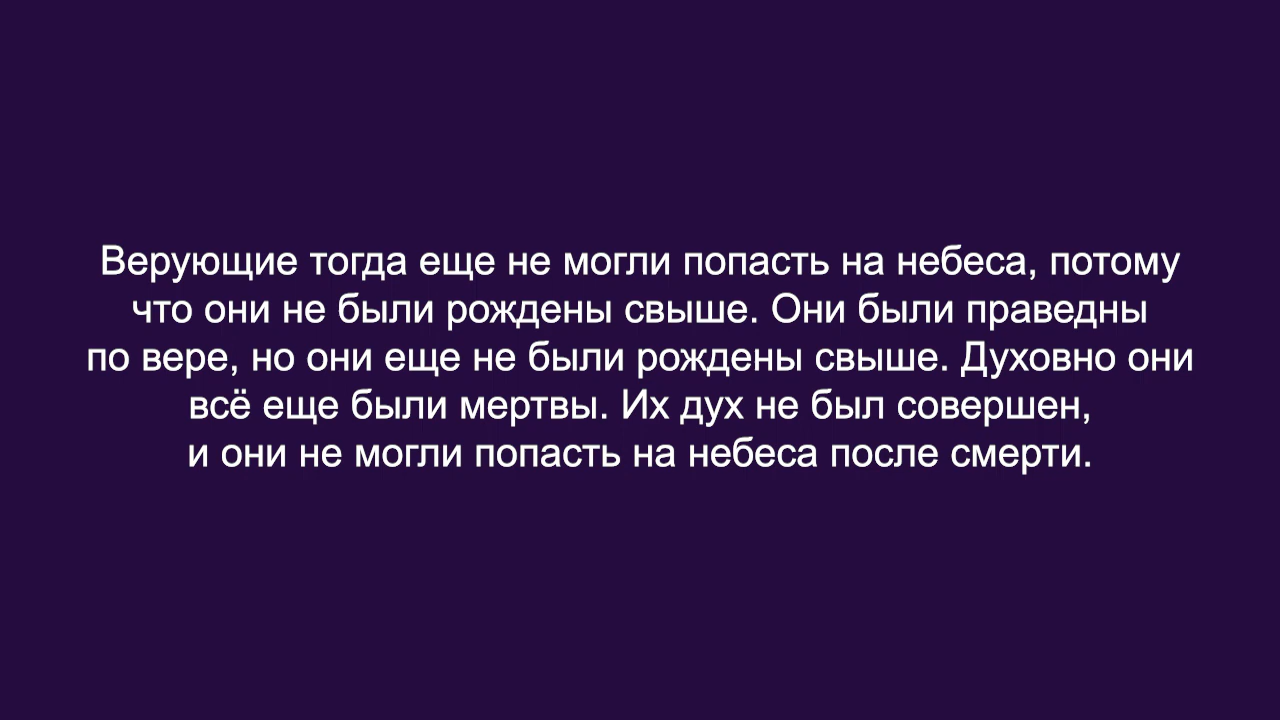 Верующие тогда еще не могли попасть на небеса, потому
что они не были рождены свыше. Они были праведны
по вере, но они еще не были рождены свыше. Духовно они
всё еще были мертвы. Их дух не был совершен,
и они не могли попасть на небеса после смерти.